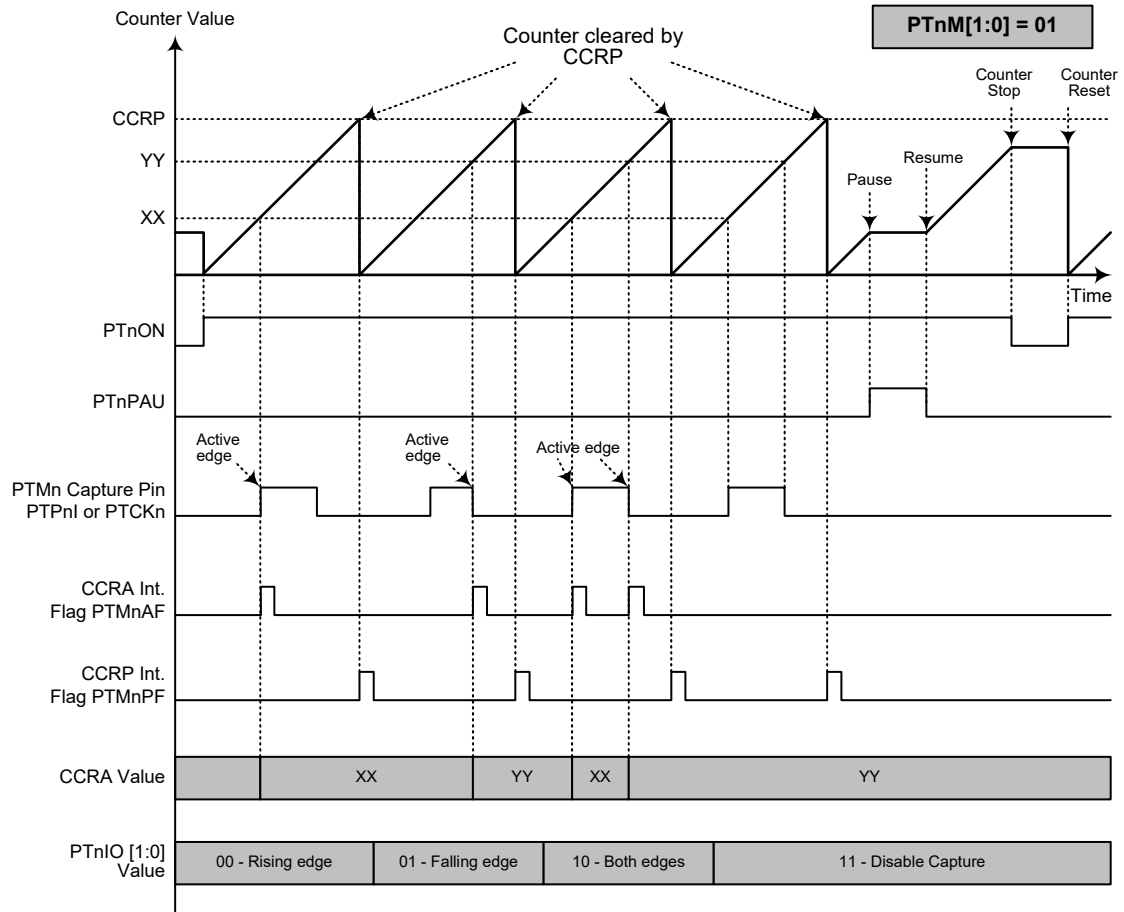 Counter Value
PTnM[1:0] = 01
Counter cleared by
CCRP
Counter
Stop
Counter
Reset
CCRP
YY
XX
Pause
Resume
Time
PTnON
PTnPAU
Active
edge
Active
edge
Active edge
PTMn Capture Pin
PTPnI or PTCKn
CCRA Int.
Flag PTMnAF
CCRP Int.
Flag PTMnPF
CCRA Value
XX
YY
XX
YY
PTnIO [1:0]
Value
00 - Rising edge
01 - Falling edge
10 - Both edges
11 - Disable Capture